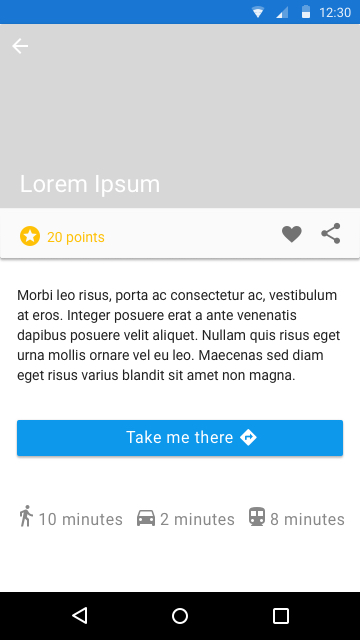 12:30
Lorem Ipsum
20 points
Morbi leo risus, porta ac consectetur ac, vestibulum
at eros. Integer posuere erat a ante venenatis
dapibus posuere velit aliquet. Nullam quis risus eget
urna mollis ornare vel eu leo. Maecenas sed diam
eget risus varius blandit sit amet non magna.
Take me there
10 minutes 2 minutes 8 minutes